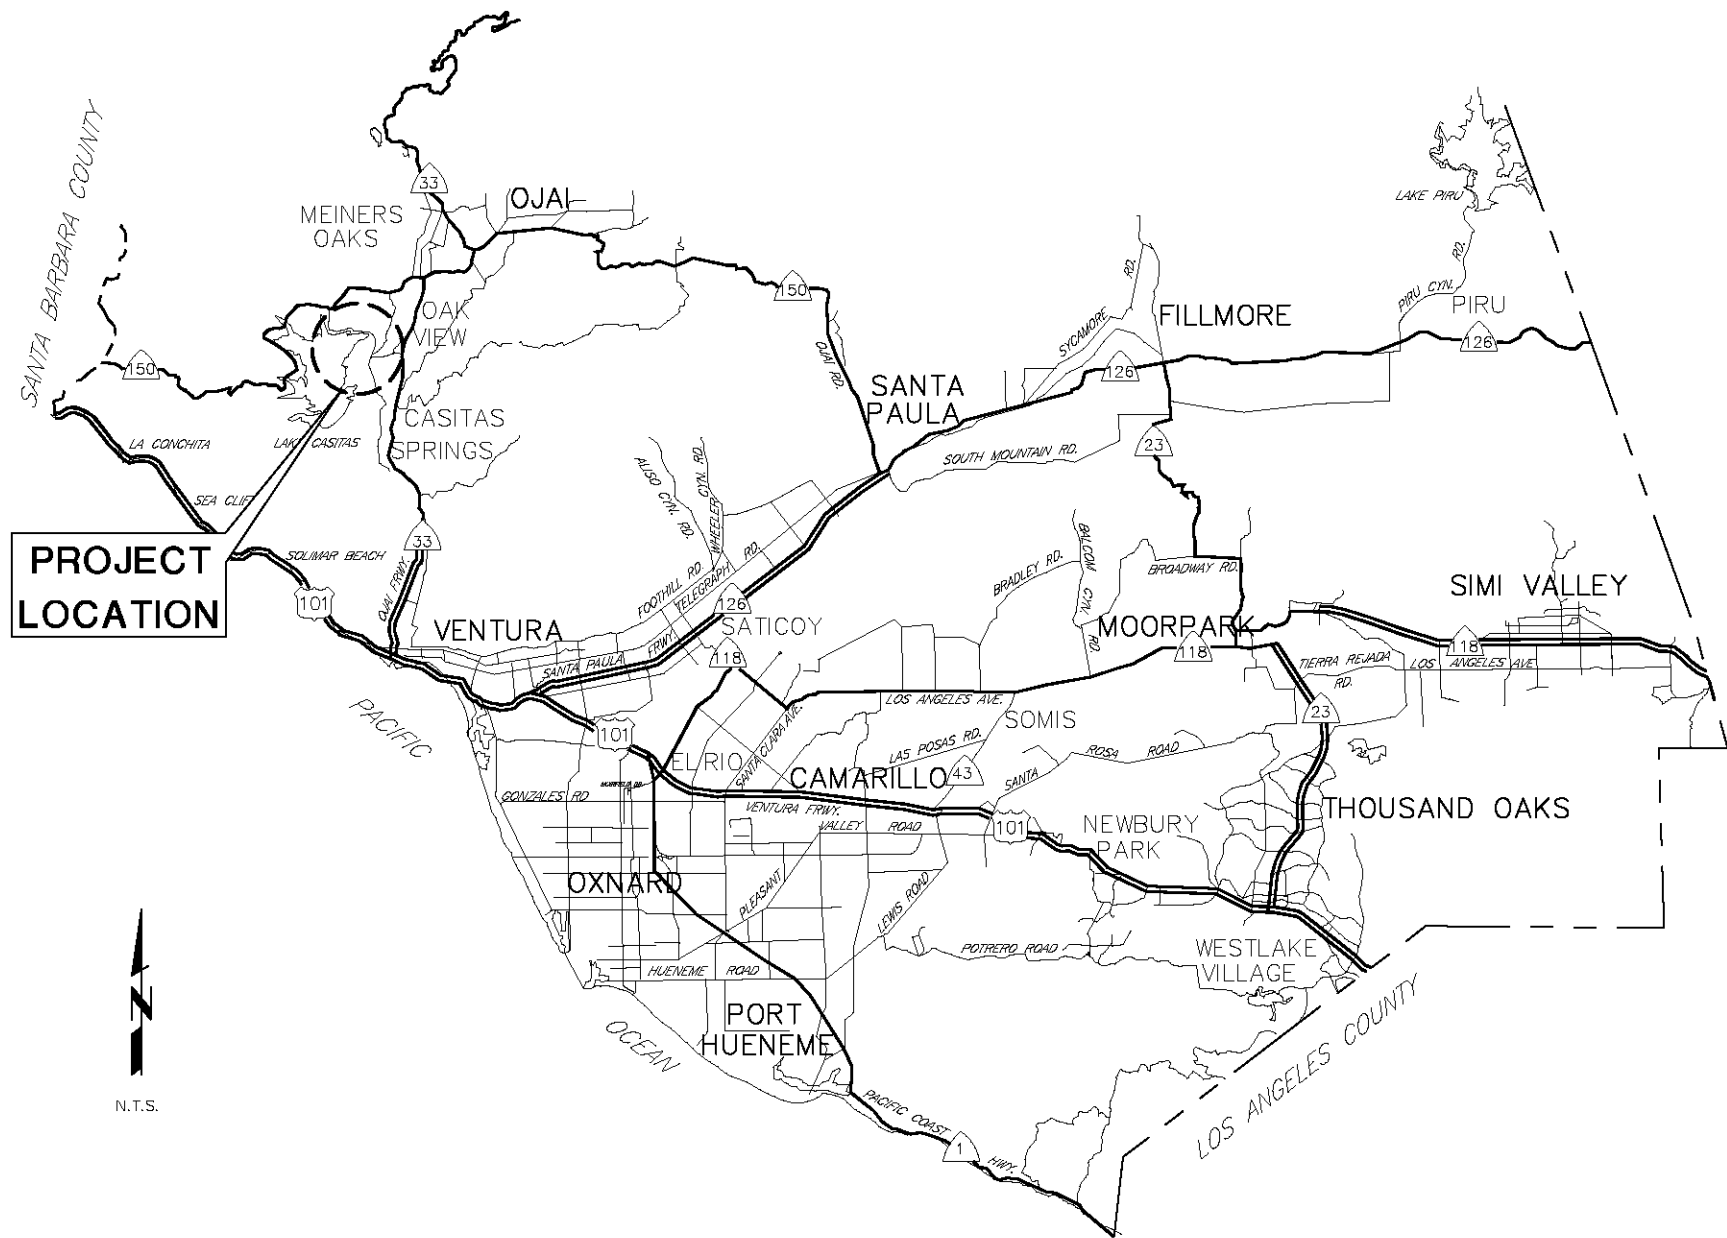 33
OJAI
MEINERS
OAKS
SANTA BARBARA COUNTY
LAKE PIRU
PIRU CYN. RD.
PIRU
150
OAK
VIEW
150
SYCAMORE RD.
FILLMORE
126
126
OJAI RD.
SANTA
PAULA
CASITAS
SPRINGS
LA CONCHITA
LAKE CASITAS
23
SOUTH MOUNTAIN RD.
ALISO CYN. RD.
WHEELER CYN. RD.
SEA CLIFF
PROJECT
LOCATION
33
SOLIMAR BEACH
OJAI FRWY.
101
FOOTHILL RD.
TELEGRAPH RD.
126
BRADLEY RD.
BALCOM CYN. RD.
BROADWAY RD.
SIMI VALLEY
VENTURA
SATICOY
MOORPARK
118
118
118
SANTA PAULA FRWY.
TIERRA REJADA RD.
LOS ANGELES AVE
PACIFIC
LOS ANGELES AVE.
SANTA CLARA AVE.
SOMIS
23
101
EL RIO
LAS POSAS RD.
SANTA ROSA ROAD
CAMARILLO
43
GONZALES RD
VENTURA FRWY.
THOUSAND OAKS
VALLEY ROAD
101
NEWBURY
PARK
OXNARD
PLEASANT
LEWIS ROAD
HUENEME ROAD
POTRERO ROAD
WESTLAKE
VILLAGE
PORT
HUENEME
OCEAN
N
N.T.S.
PACIFIC COAST HWY.
1
LOS ANGELES COUNTY